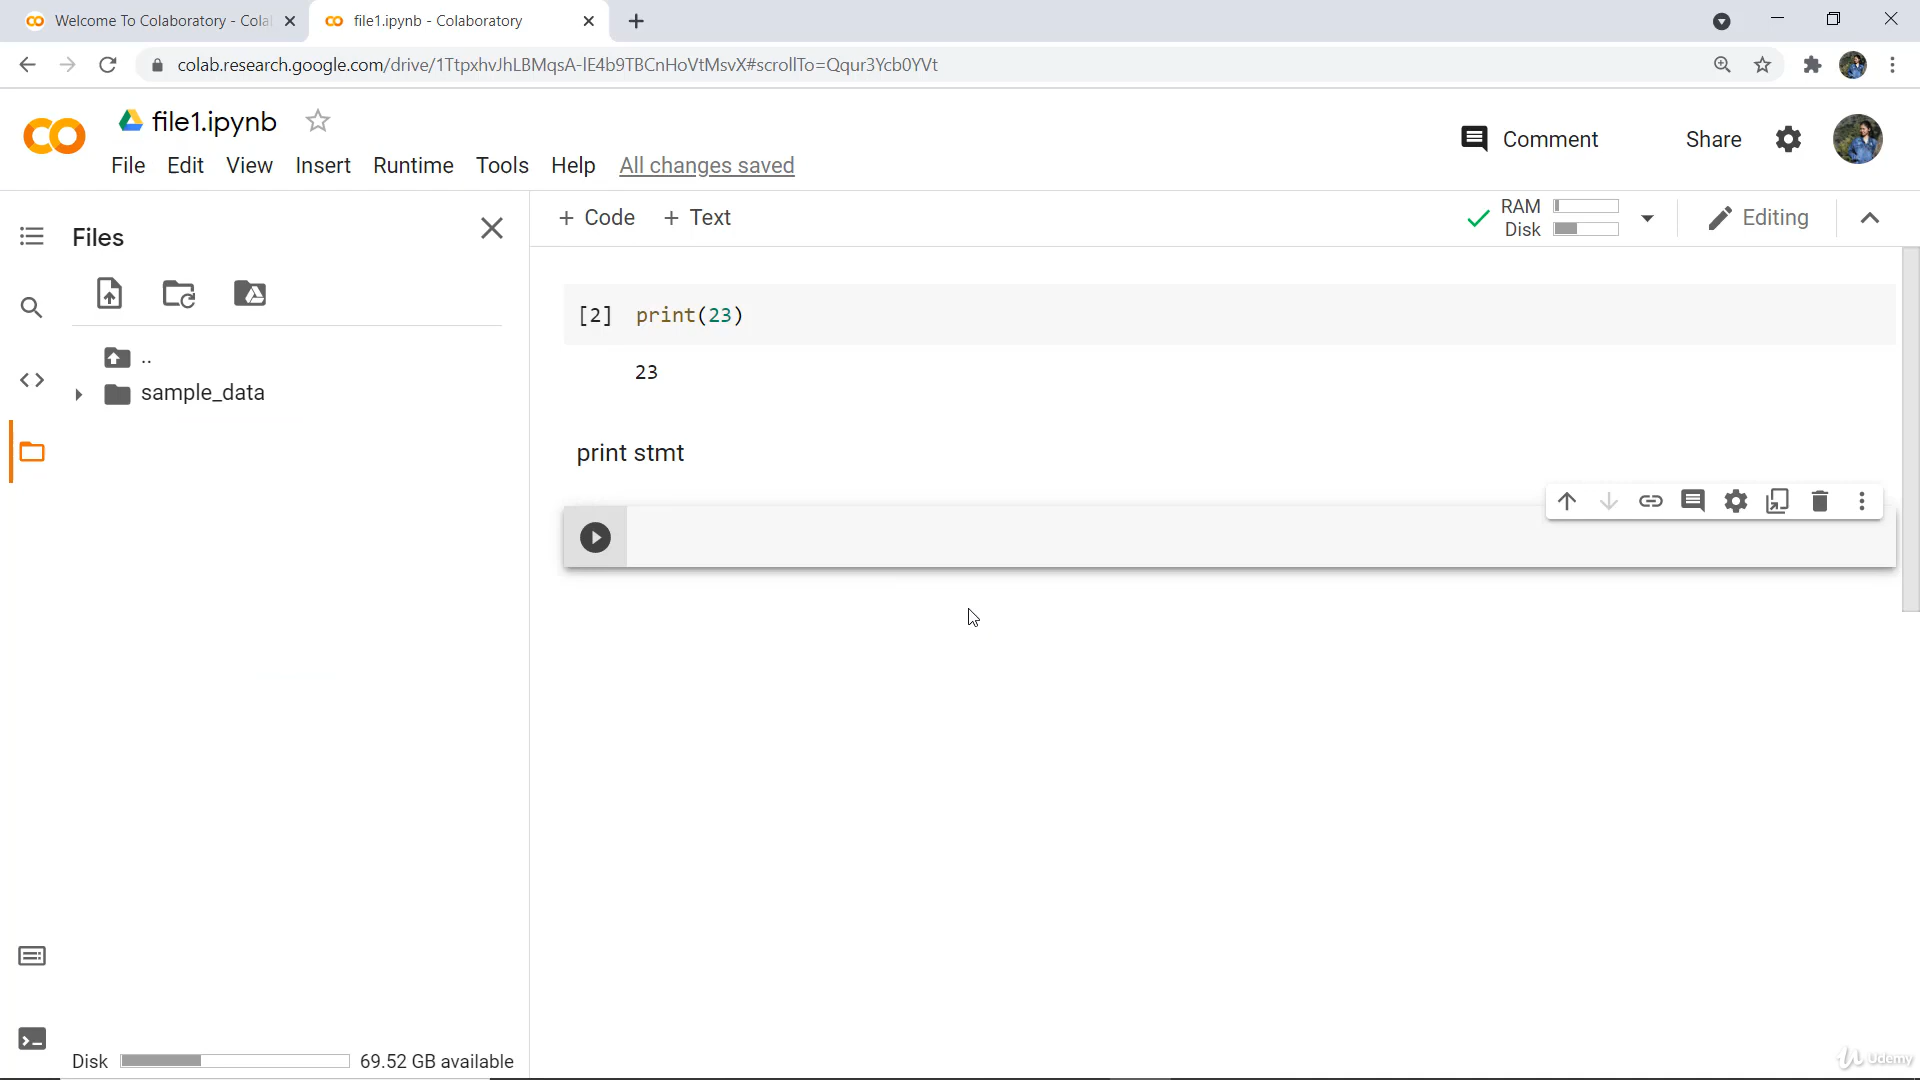 Welcome To Colaboratory - Cola
file1.ipynb - Colaboratory
colab.research.google.com/drive/1TtpxhvJhLBMqsA-lE4b9TBCnHoVtMsvX#scrollTo=Qqur3Ycb0YVt
file1.ipynb
Comment
Share
File Edit View Insert Runtime Tools Help All changes saved
Files
+ Code + Text
RAM
Disk
Editing
[2] print(23)
23
..
sample_data
print stmt
Disk 69.52 GB available
Udemy